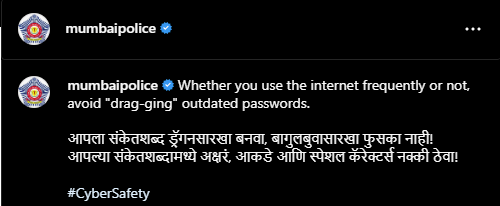 mumbaipolice
mumbaipolice Whether you use the internet frequently or not,
avoid "drag-ging" outdated passwords.
आपला संकेतशब्द ड्रॅगनसारखा बनवा, बागुलबुवासारखा फुसका नाही!
आपल्या संकेतशब्दामध्ये अक्षरं, आकडे आणि स्पेशल कॅरेक्टर्स नक्की ठेवा!
#CyberSafety